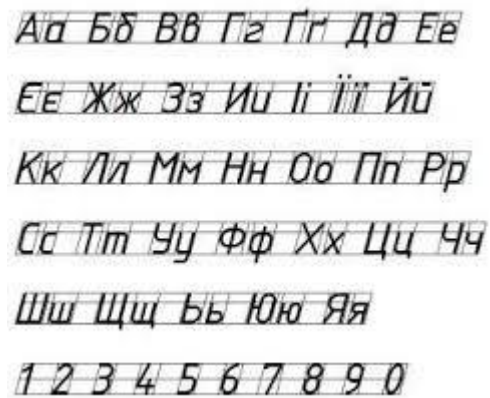 Аа Бб Вв Гг Ґґ Дд Ее
Єє Жж Зз Ии Іі Її Йй
Кк Лл Мм Нн Оо Пп Рр
Сс Тт Уу Фф Хх Цц Чч
Шш Щщ Ьь Юю Яя
1 2 3 4 5 6 7 8 9 0